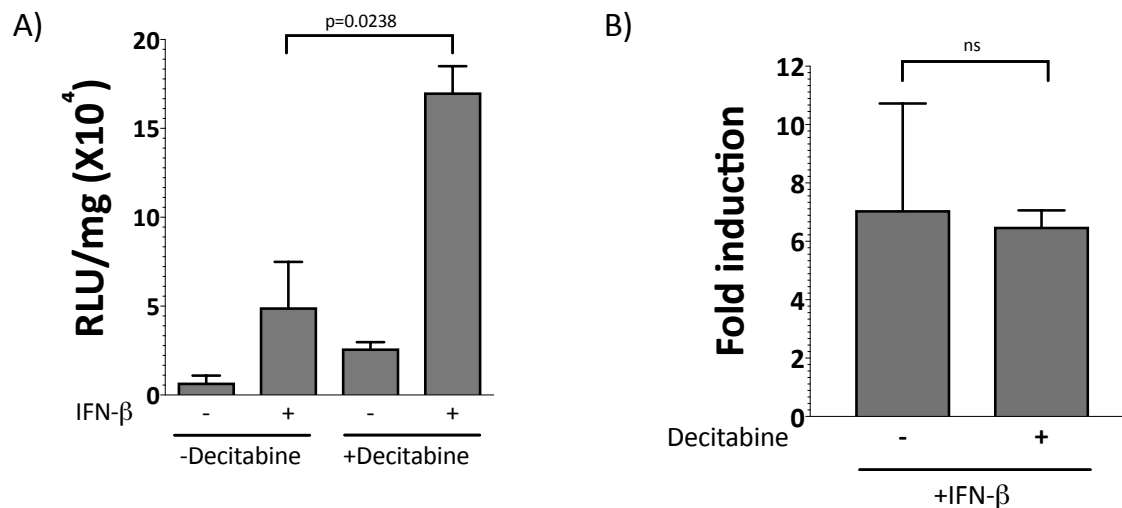 A)
p=0.0238
RLU/mg (X10⁴)
20
15
10
5
0
IFN-β - + - +
-Decitabine +Decitabine
B)
ns
Fold induction
12
10
8
6
4
2
0
Decitabine - +
+IFN-β